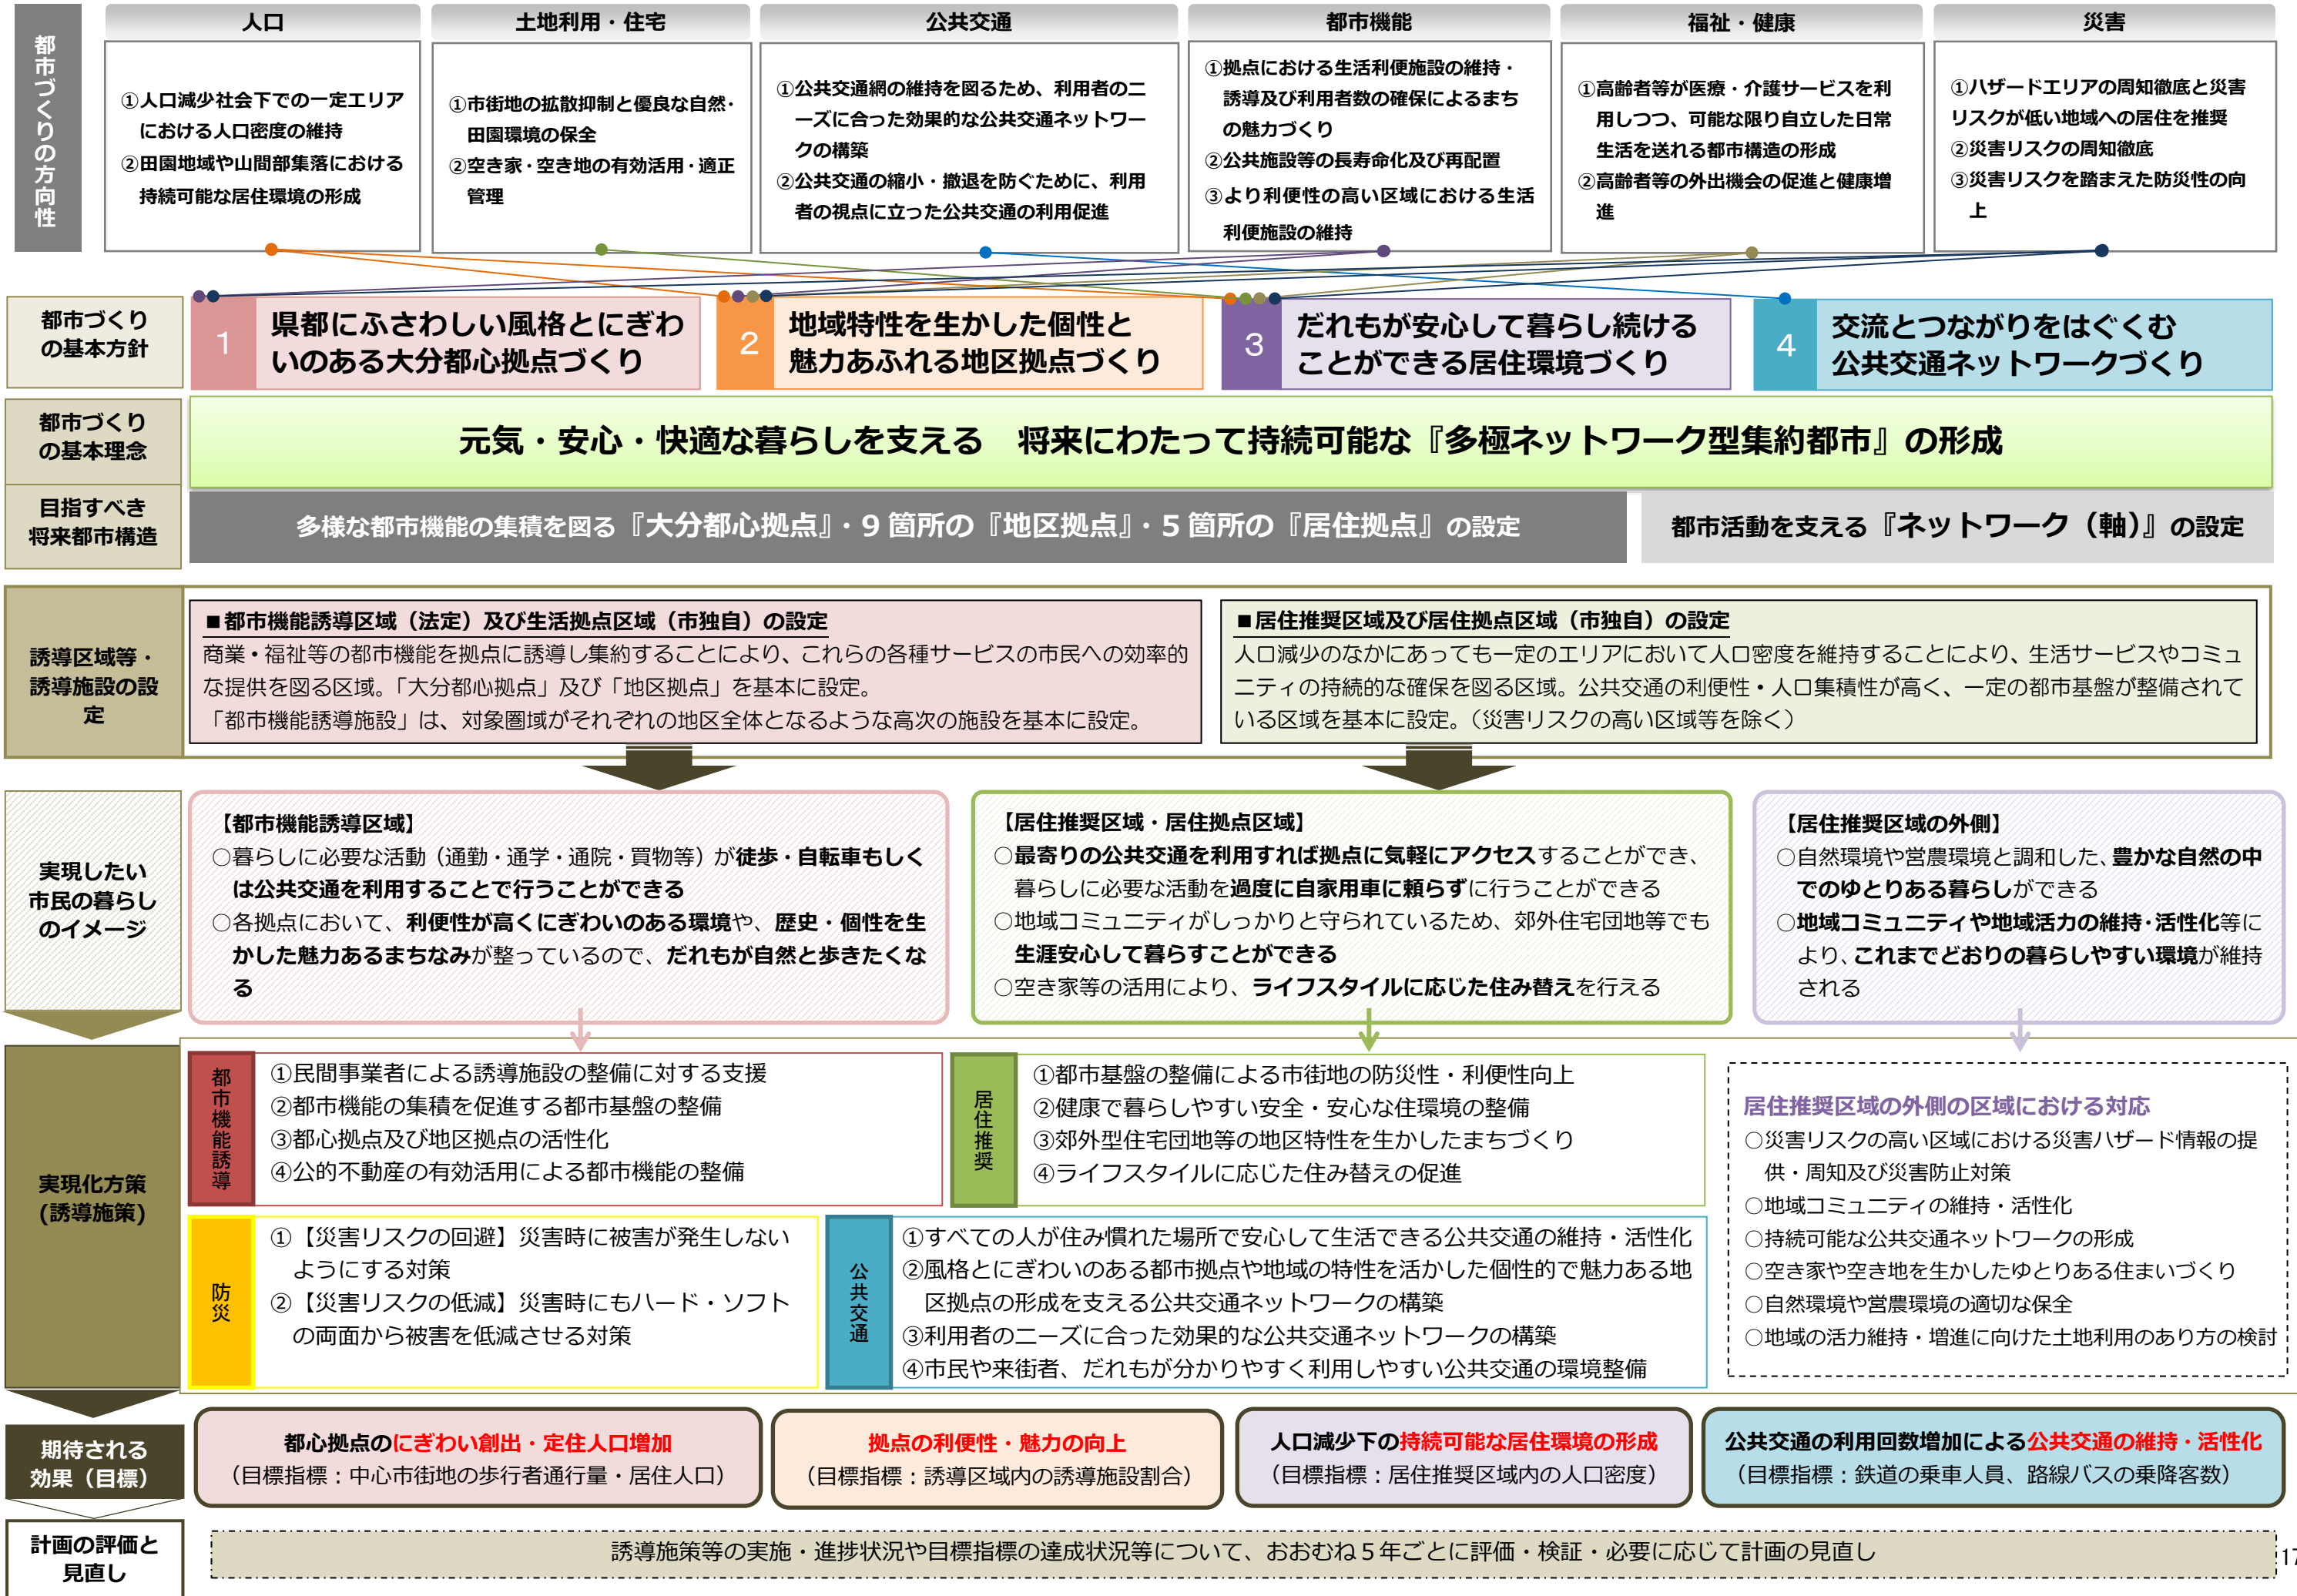 都市づくりの方向性
人口
①人口減少社会下での一定エリア
における人口密度の維持
②田園地域や山間部集落における
持続可能な居住環境の形成
土地利用・住宅
①市街地の拡散抑制と優良な自然・
田園環境の保全
②空き家・空き地の有効活用・適正
管理
公共交通
①公共交通網の維持を図るため、利用者のニ
ーズに合った効果的な公共交通ネットワー
クの構築
②公共交通の縮小・撤退を防ぐために、利用
者の視点に立った公共交通の利用促進
都市機能
①拠点における生活利便施設の維持・
誘導及び利用者数の確保によるまち
の魅力づくり
②公共施設等の長寿命化及び再配置
③より利便性の高い区域における生活
利便施設の維持
福祉・健康
①高齢者等が医療・介護サービスを利
用しつつ、可能な限り自立した日常
生活を送れる都市構造の形成
②高齢者等の外出機会の促進と健康増
進
災害
①ハザードエリアの周知徹底と災害
リスクが低い地域への居住を推奨
②災害リスクの周知徹底
③災害リスクを踏まえた防災性の向
上
都市づくり
の基本方針
1
県都にふさわしい風格とにぎわ
いのある大分都心拠点づくり
2
地域特性を生かした個性と
魅力あふれる地区拠点づくり
3
だれもが安心して暮らし続ける
ことができる居住環境づくり
4
交流とつながりをはぐくむ
公共交通ネットワークづくり
都市づくり
の基本理念
元気・安心・快適な暮らしを支える　将来にわたって持続可能な『多極ネットワーク型集約都市』の形成
目指すべき
将来都市構造
多様な都市機能の集積を図る『大分都心拠点』・９箇所の『地区拠点』・５箇所の『居住拠点』の設定
都市活動を支える『ネットワーク（軸）』の設定
誘導区域等・
誘導施設の設
定
■都市機能誘導区域（法定）及び生活拠点区域（市独自）の設定
商業・福祉等の都市機能を拠点に誘導し集約することにより、これらの各種サービスの市民への効率的
な提供を図る区域。「大分都心拠点」及び「地区拠点」を基本に設定。
「都市機能誘導施設」は、対象圏域がそれぞれの地区全体となるような高次の施設を基本に設定。
■居住推奨区域及び居住拠点区域（市独自）の設定
人口減少のなかにあっても一定のエリアにおいて人口密度を維持することにより、生活サービスやコミュ
ニティの持続的な確保を図る区域。公共交通の利便性・人口集積性が高く、一定の都市基盤が整備されて
いる区域を基本に設定。（災害リスクの高い区域等を除く）
実現したい
市民の暮らし
のイメージ
【都市機能誘導区域】
○暮らしに必要な活動（通勤・通学・通院・買物等）が徒歩・自転車もしく
は公共交通を利用することで行うことができる
○各拠点において、利便性が高くにぎわいのある環境や、歴史・個性を生
かした魅力あるまちなみが整っているので、だれもが自然と歩きたくな
る
【居住推奨区域・居住拠点区域】
○最寄りの公共交通を利用すれば拠点に気軽にアクセスすることができ、
暮らしに必要な活動を過度に自家用車に頼らずに行うことができる
○地域コミュニティがしっかりと守られているため、郊外住宅団地等でも
生涯安心して暮らすことができる
○空き家等の活用により、ライフスタイルに応じた住み替えを行える
【居住推奨区域の外側】
○自然環境や営農環境と調和した、豊かな自然の中
でのゆとりある暮らしができる
○地域コミュニティや地域活力の維持・活性化等に
より、これまでどおりの暮らしやすい環境が維持
される
実現化方策
(誘導施策)
都市機能誘導
①民間事業者による誘導施設の整備に対する支援
②都市機能の集積を促進する都市基盤の整備
③都心拠点及び地区拠点の活性化
④公的不動産の有効活用による都市機能の整備
居住推奨
①都市基盤の整備による市街地の防災性・利便性向上
②健康で暮らしやすい安全・安心な住環境の整備
③郊外型住宅団地等の地区特性を生かしたまちづくり
④ライフスタイルに応じた住み替えの促進
防災
①【災害リスクの回避】災害時に被害が発生しない
ようにする対策
②【災害リスクの低減】災害時にもハード・ソフト
の両面から被害を低減させる対策
公共交通
①すべての人が住み慣れた場所で安心して生活できる公共交通の維持・活性化
②風格とにぎわいのある都市拠点や地域の特性を活かした個性的で魅力ある地
区拠点の形成を支える公共交通ネットワークの構築
③利用者のニーズに合った効果的な公共交通ネットワークの構築
④市民や来街者、だれもが分かりやすく利用しやすい公共交通の環境整備
居住推奨区域の外側の区域における対応
○災害リスクの高い区域における災害ハザード情報の提
供・周知及び災害防止対策
○地域コミュニティの維持・活性化
○持続可能な公共交通ネットワークの形成
○空き家や空き地を生かしたゆとりある住まいづくり
○自然環境や営農環境の適切な保全
○地域の活力維持・増進に向けた土地利用のあり方の検討
期待される
効果（目標）
都心拠点のにぎわい創出・定住人口増加
（目標指標：中心市街地の歩行者通行量・居住人口）
拠点の利便性・魅力の向上
（目標指標：誘導区域内の誘導施設割合）
人口減少下の持続可能な居住環境の形成
（目標指標：居住推奨区域内の人口密度）
公共交通の利用回数増加による公共交通の維持・活性化
（目標指標：鉄道の乗車人員、路線バスの乗降客数）
計画の評価と
見直し
誘導施策等の実施・進捗状況や目標指標の達成状況等について、おおむね５年ごとに評価・検証・必要に応じて計画の見直し
17